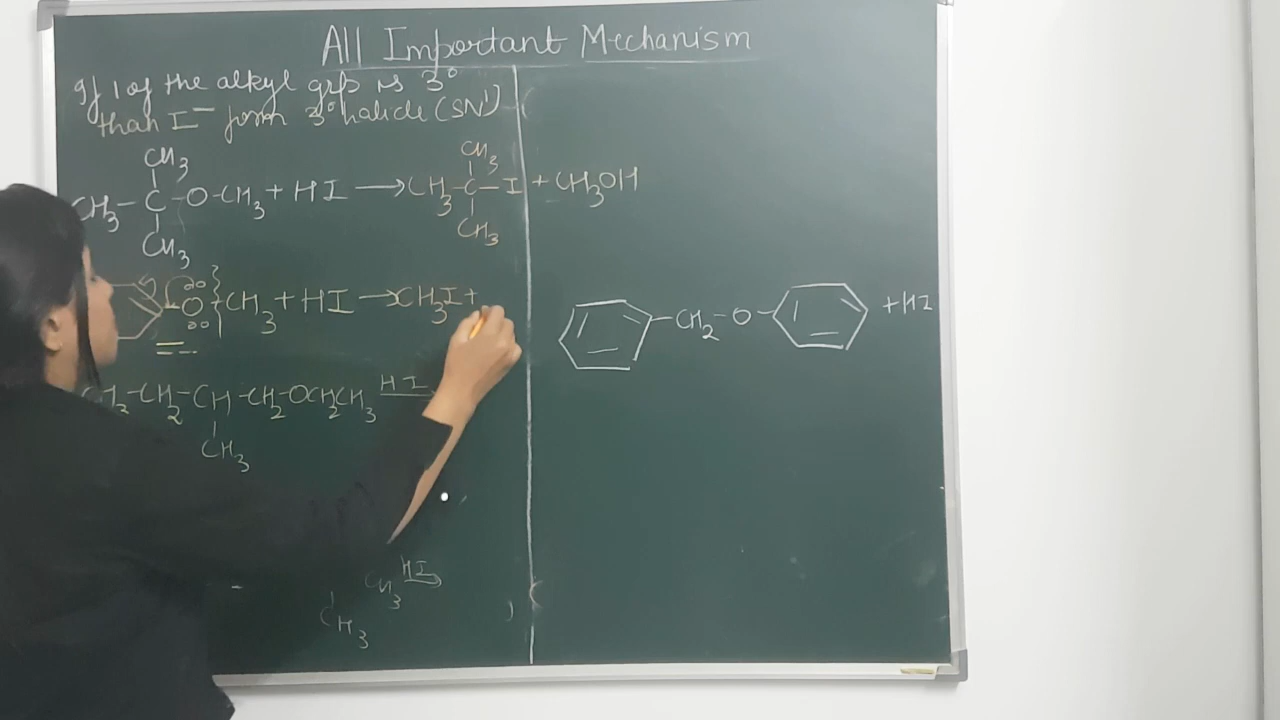 All Important Mechanism
If 1 of the alkyl grps is 3°
than I⁻ form 3° halide (SN¹)
CH3 CH3
CH3-C-O-CH3 + HI → CH3-C-I + CH3OH
CH3 CH3
O CH3 + HI → CH3I +
-CH2-O- + HI
CH2-CH-CH2-OCH2CH3 HI
CH3
CH3 HI
CH3